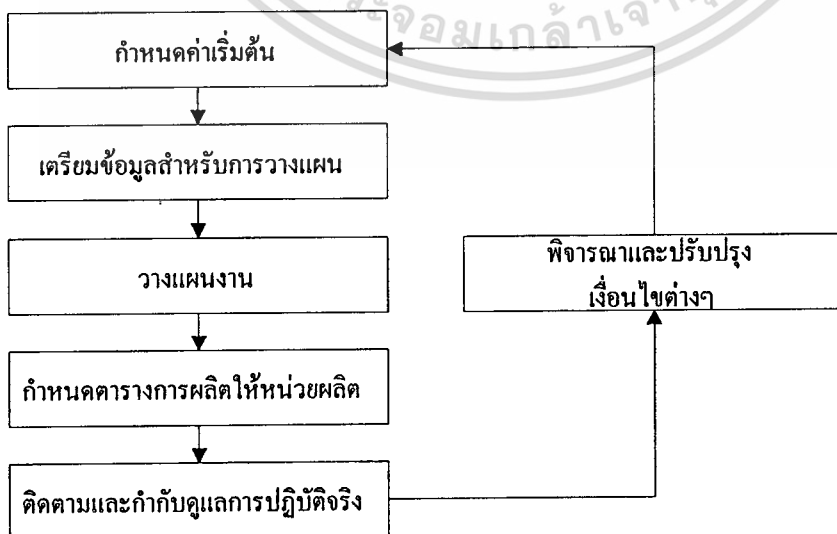 กำหนดค่าเริ่มต้น
เตรียมข้อมูลสำหรับการวางแผน
วางแผนงาน
กำหนดตารางการผลิตให้หน่วยผลิต
ติดตามและกำกับดูแลการปฏิบัติจริง
พิจารณาและปรับปรุง
เงื่อนไขต่างๆ